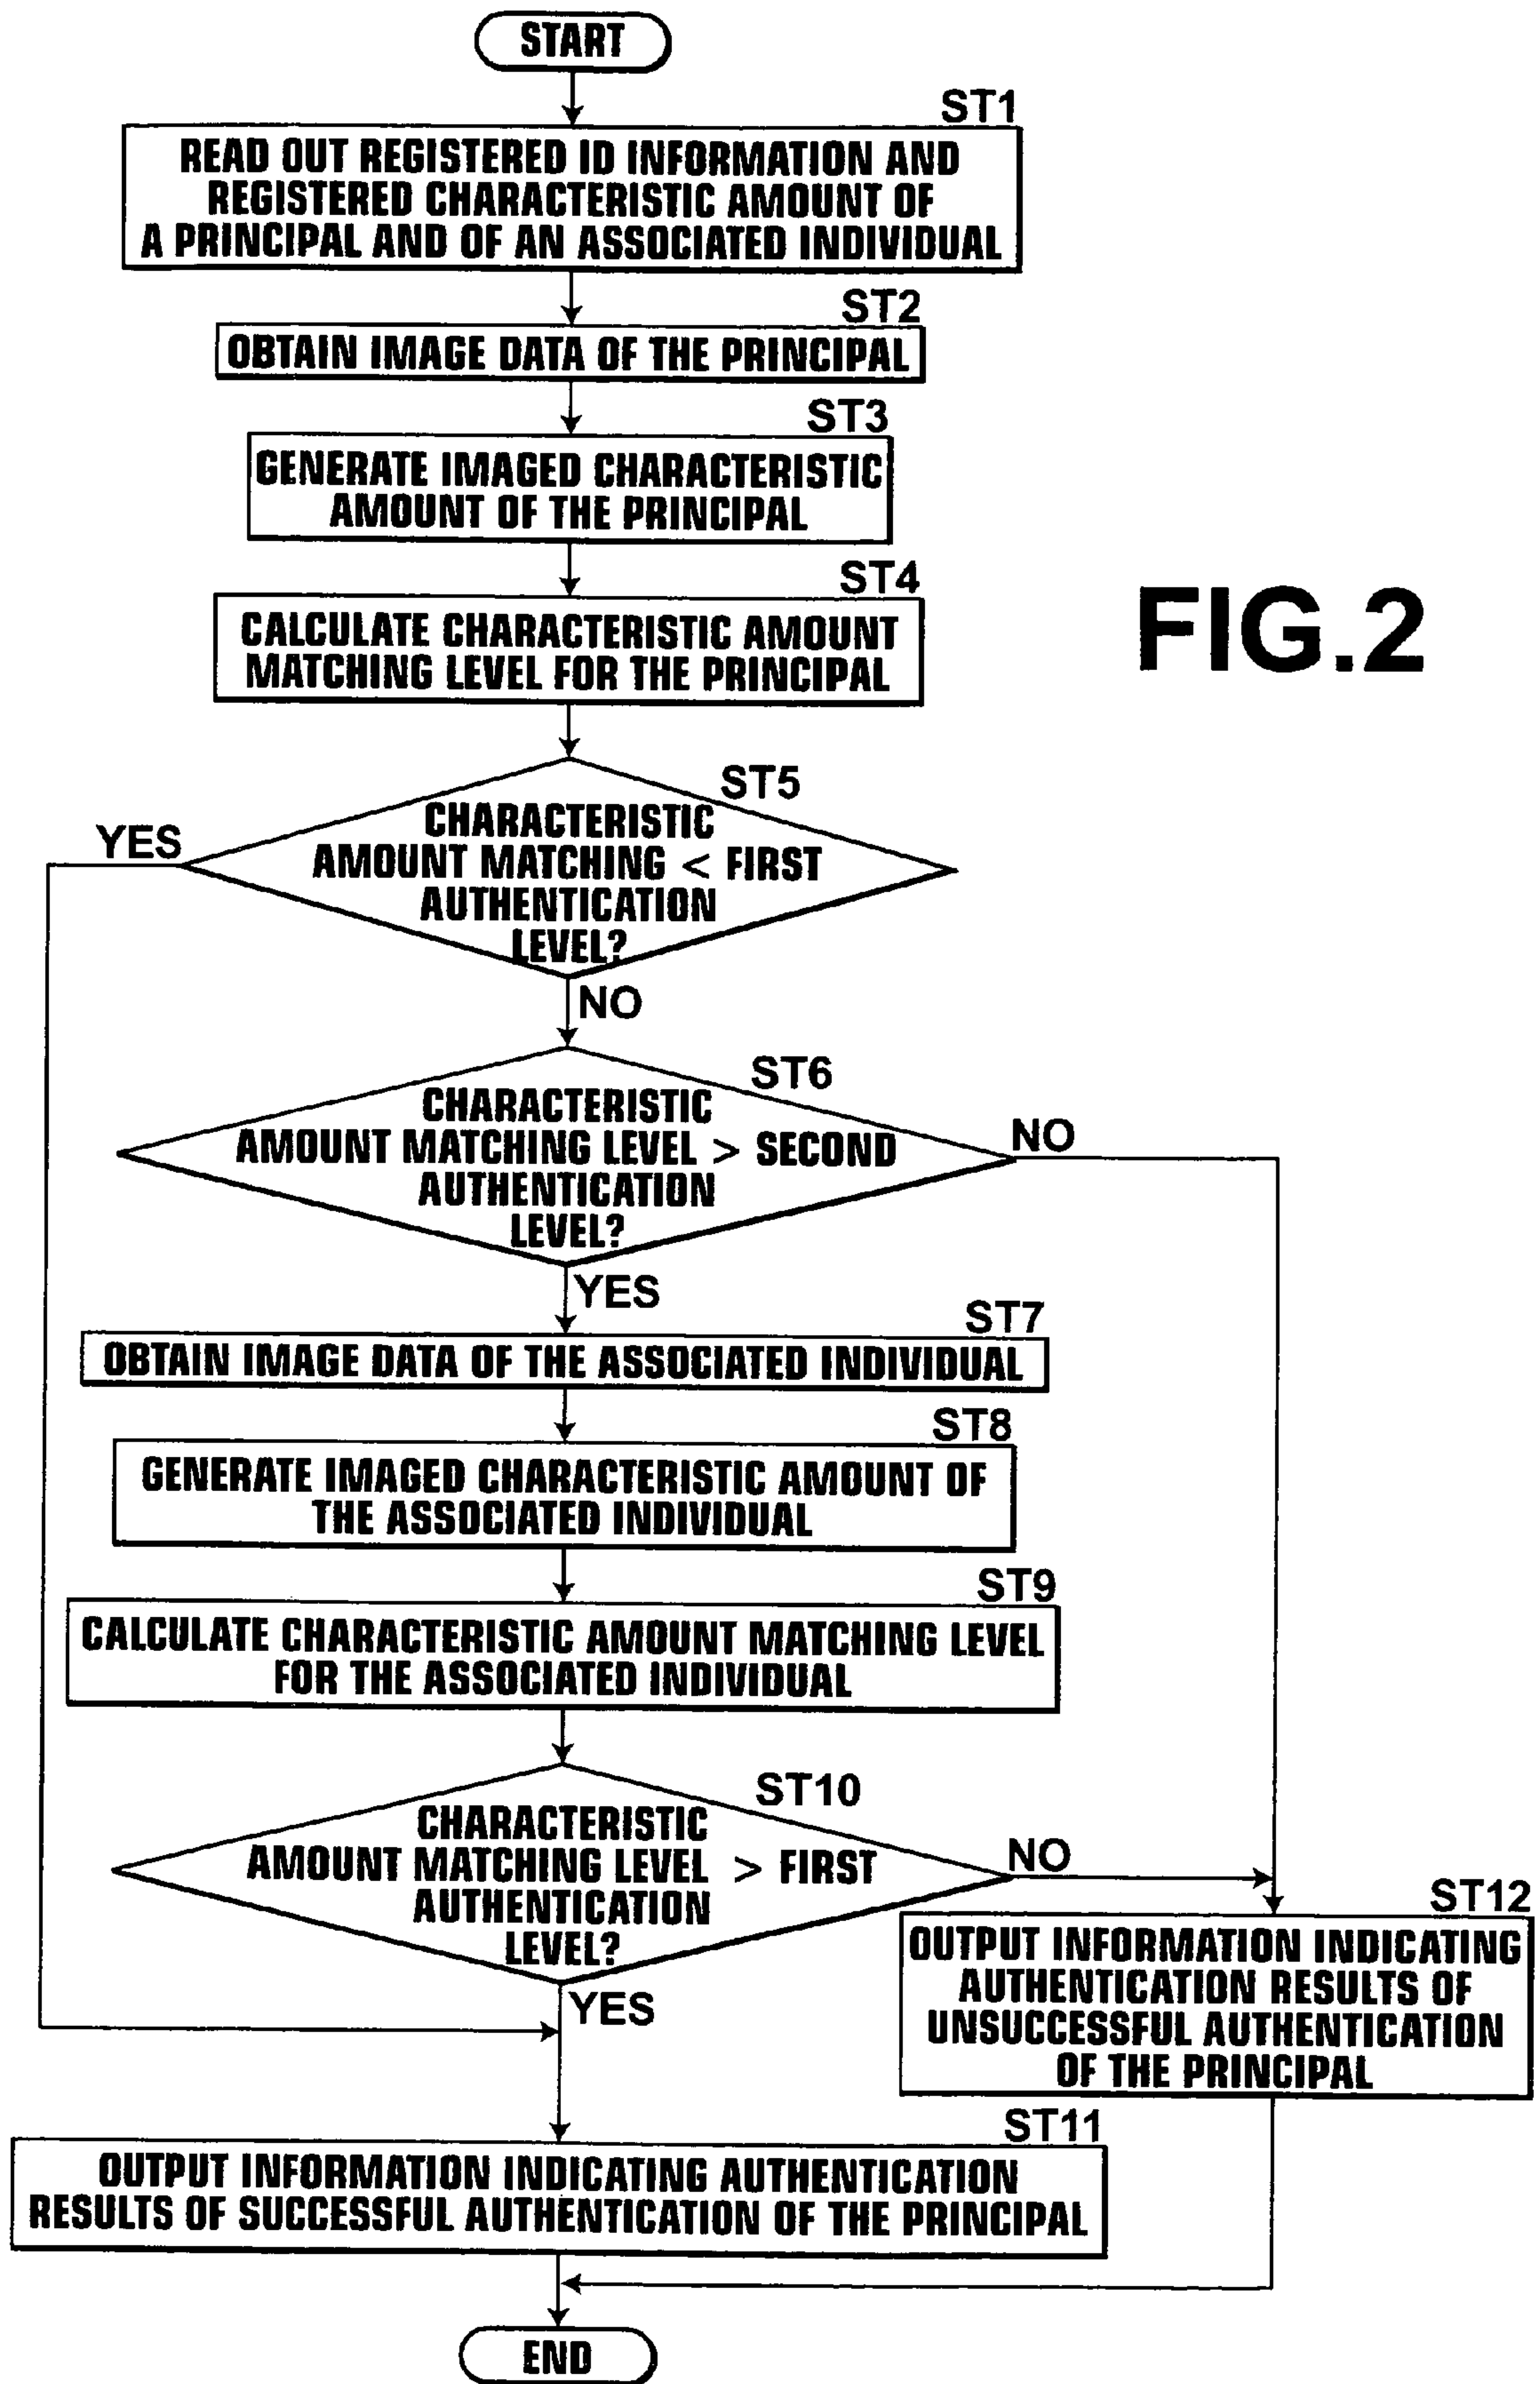 START
ST1
READ OUT REGISTERED ID INFORMATION AND
REGISTERED CHARACTERISTIC AMOUNT OF
A PRINCIPAL AND OF AN ASSOCIATED INDIVIDUAL
ST2
OBTAIN IMAGE DATA OF THE PRINCIPAL
ST3
GENERATE IMAGED CHARACTERISTIC
AMOUNT OF THE PRINCIPAL
ST4
CALCULATE CHARACTERISTIC AMOUNT
MATCHING LEVEL FOR THE PRINCIPAL
FIG.2
ST5
CHARACTERISTIC
AMOUNT MATCHING < FIRST
AUTHENTICATION
LEVEL?
YES
NO
ST6
CHARACTERISTIC
AMOUNT MATCHING LEVEL > SECOND
AUTHENTICATION
LEVEL?
NO
YES
ST7
OBTAIN IMAGE DATA OF THE ASSOCIATED INDIVIDUAL
ST8
GENERATE IMAGED CHARACTERISTIC AMOUNT OF
THE ASSOCIATED INDIVIDUAL
ST9
CALCULATE CHARACTERISTIC AMOUNT MATCHING LEVEL
FOR THE ASSOCIATED INDIVIDUAL
ST10
CHARACTERISTIC
AMOUNT MATCHING LEVEL > FIRST
AUTHENTICATION
LEVEL?
NO
YES
ST12
OUTPUT INFORMATION INDICATING
AUTHENTICATION RESULTS OF
UNSUCCESSFUL AUTHENTICATION
OF THE PRINCIPAL
ST11
OUTPUT INFORMATION INDICATING AUTHENTICATION
RESULTS OF SUCCESSFUL AUTHENTICATION OF THE PRINCIPAL
END